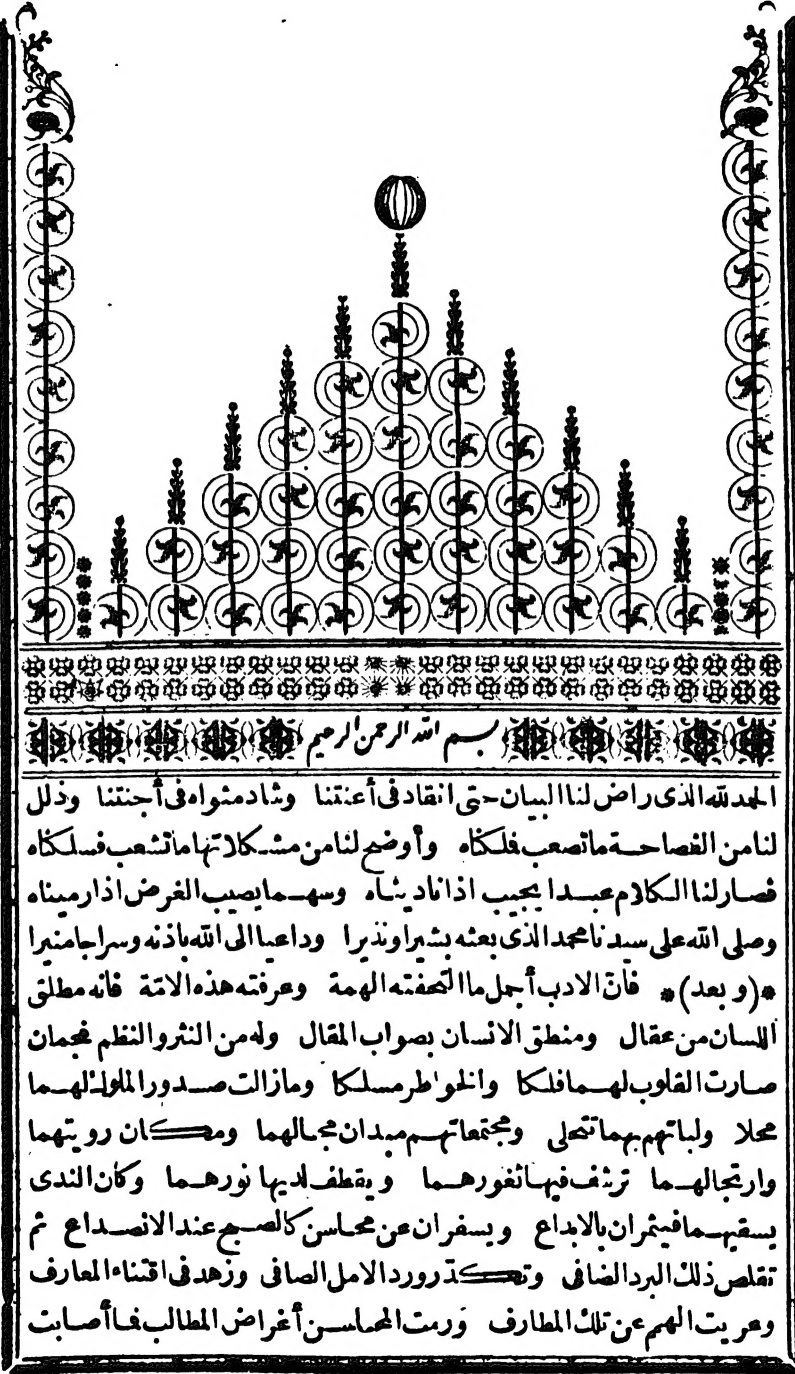 بسم الله الرحمن الرحيم
الحمد لله الذى راض لنا البيان حتى انقاد فى أعنتنا وشاد مثواه فى أجنتنا وذلل
لنا من الفصاحة ما تصعب فلكناه وأوضح لنا من مشكلاتها ما تشعب فسلكناه
فصار لنا الكلام عبدا يجيب اذا ناديناه وسهما يصيب الغرض اذا رميناه
وصلى الله على سيدنا محمد الذى بعثه بشيرا ونذيرا وداعيا الى الله باذنه وسراجا منيرا
*(وبعد)* فانّ الادب أجمل ما التحفته الهمة وعرفته هذه الامّة فانه مطلق
اللسان من عقال ومنطق الانسان بصواب المقال وله من النثر والنظم نجمان
صارت القلوب لهما فلكا والخواطر مسلكا ومازالت صدور الملوك لهما
محلا ولباتهم بهما تتحلى ومجتمعاتهم ميدان مجالهما ومكان رويتهما
وارتجالهما ترشف فيها ثغورهما ويقطف لديها نورهما وكان الندى
يسقيهما فيثمران بالابداع ويسفران عن محاسن كالصبح عند الانصداع ثم
تقلص ذلك البرد الضافى وتكدّر ورد الامل الصافى وزهد فى اقتناء المعارف
وعريت الهمم عن تلك المطارف ورمت المحاسن أغراض المطالب فما أصابت